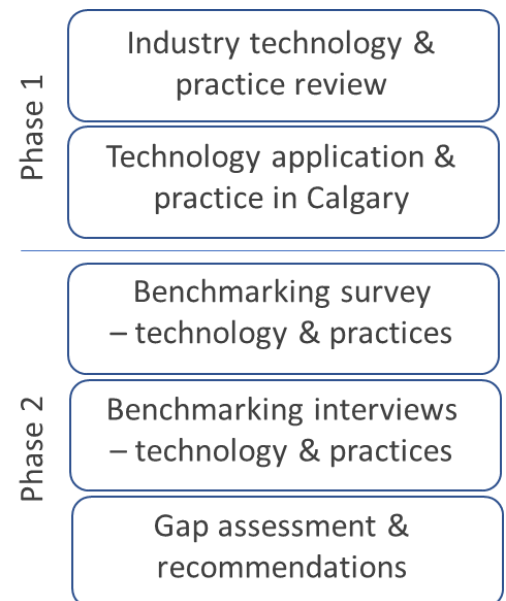 Phase 1
Industry technology &
practice review
Technology application &
practice in Calgary
Phase 2
Benchmarking survey
– technology & practices
Benchmarking interviews
– technology & practices
Gap assessment &
recommendations